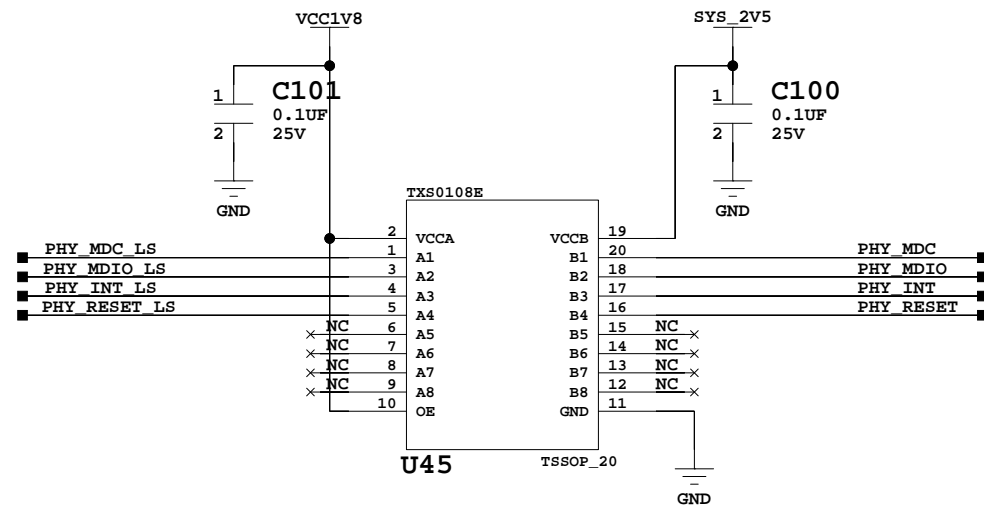 VCC1V8 SYS_2V5
1 C101 1 C100
0.1UF 0.1UF
2 25V 2 25V
GND GND
TXS0108E
2 VCCA VCCB 19
PHY_MDC_LS 1 A1 B1 20 PHY_MDC
PHY_MDIO_LS 3 A2 B2 18 PHY_MDIO
PHY_INT_LS 4 A3 B3 17 PHY_INT
PHY_RESET_LS 5 A4 B4 16 PHY_RESET
NC 6 A5 B5 15 NC
NC 7 A6 B6 14 NC
NC 8 A7 B7 13 NC
NC 9 A8 B8 12 NC
10 OE GND 11
U45 TSSOP_20
GND